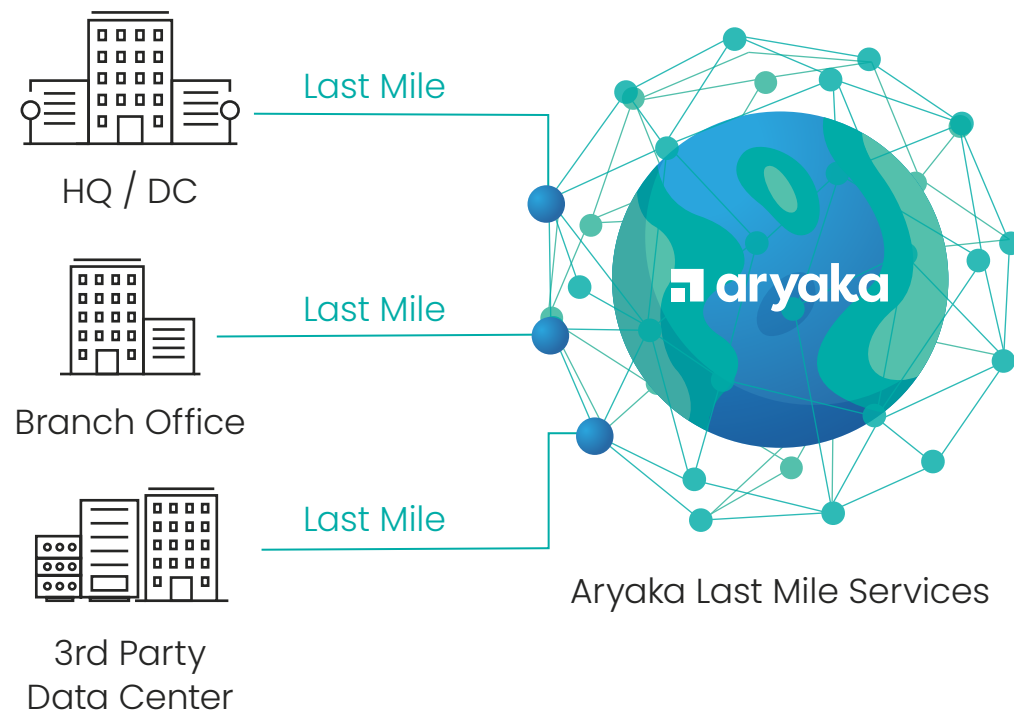 Last Mile
HQ / DC
Last Mile
aryaka
Branch Office
Last Mile
Aryaka Last Mile Services
3rd Party
Data Center